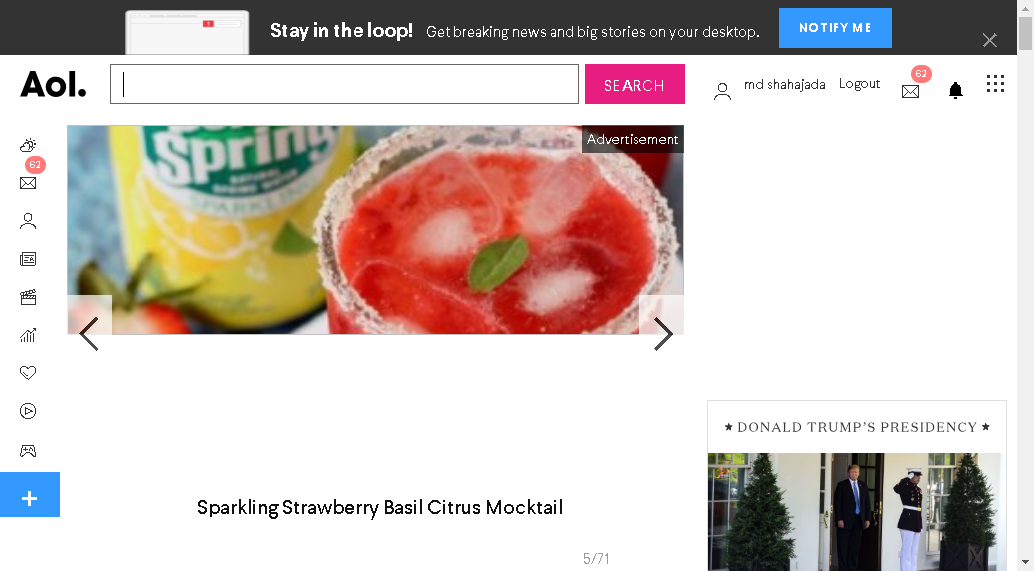 Stay in the loop! Get breaking news and big stories on your desktop. NOTIFY ME
Aol. SEARCH md shahajada Logout 62
Advertisement
62
Spring
SPARKLING
DONALD TRUMP'S PRESIDENCY
Sparkling Strawberry Basil Citrus Mocktail
5/71